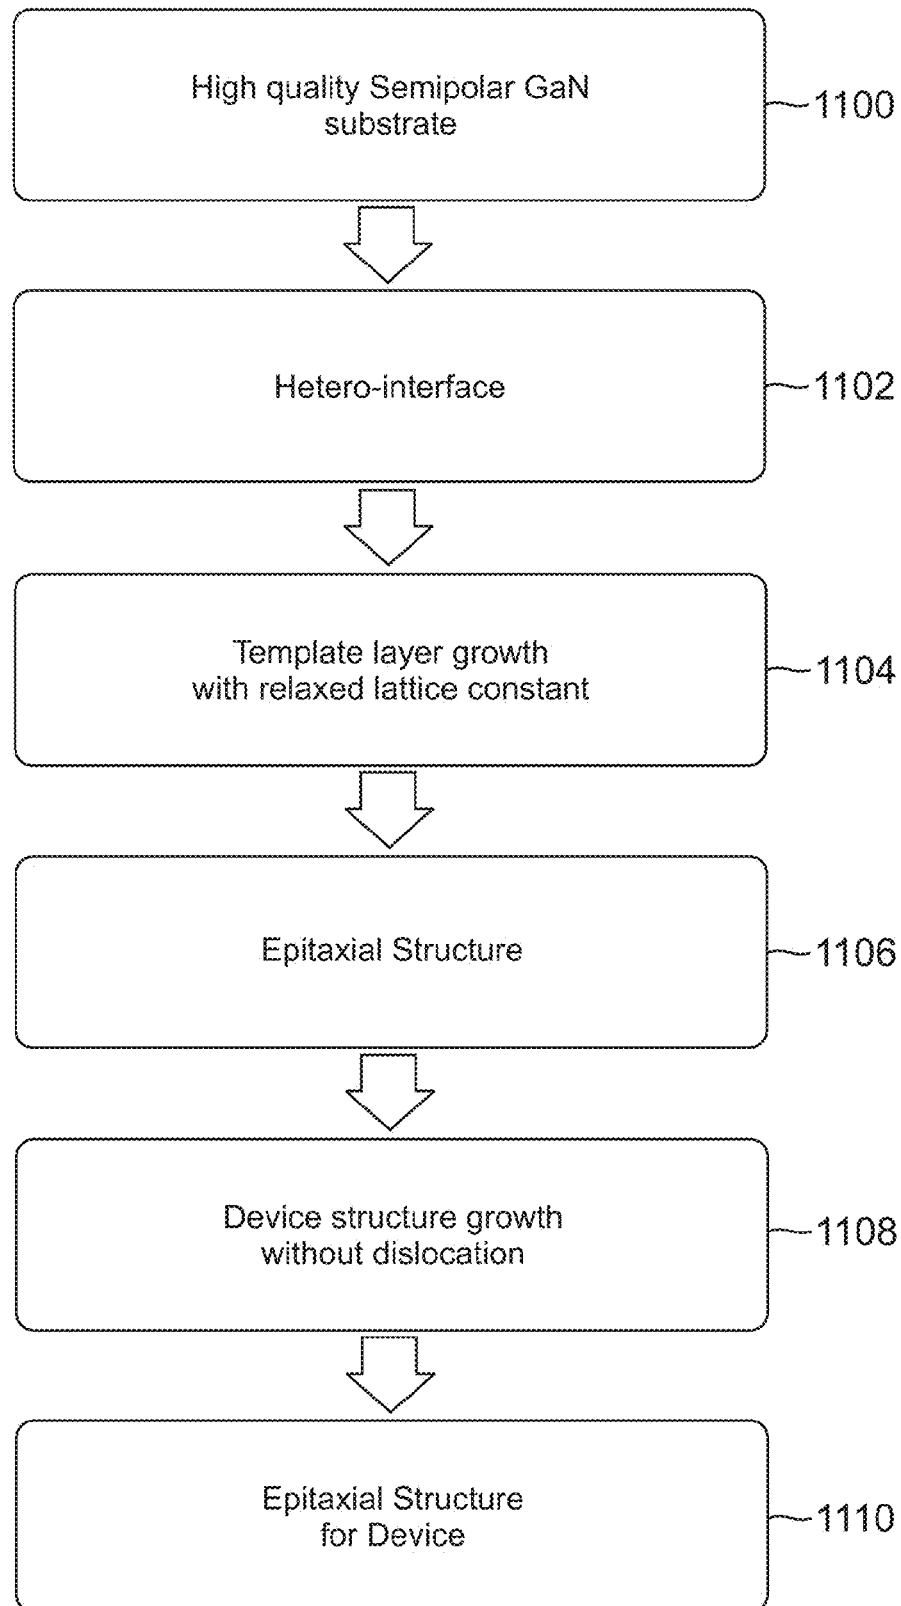 High quality Semipolar GaN
substrate
1100
Hetero-interface
1102
Template layer growth
with relaxed lattice constant
1104
Epitaxial Structure
1106
Device structure growth
without dislocation
1108
Epitaxial Structure
for Device
1110